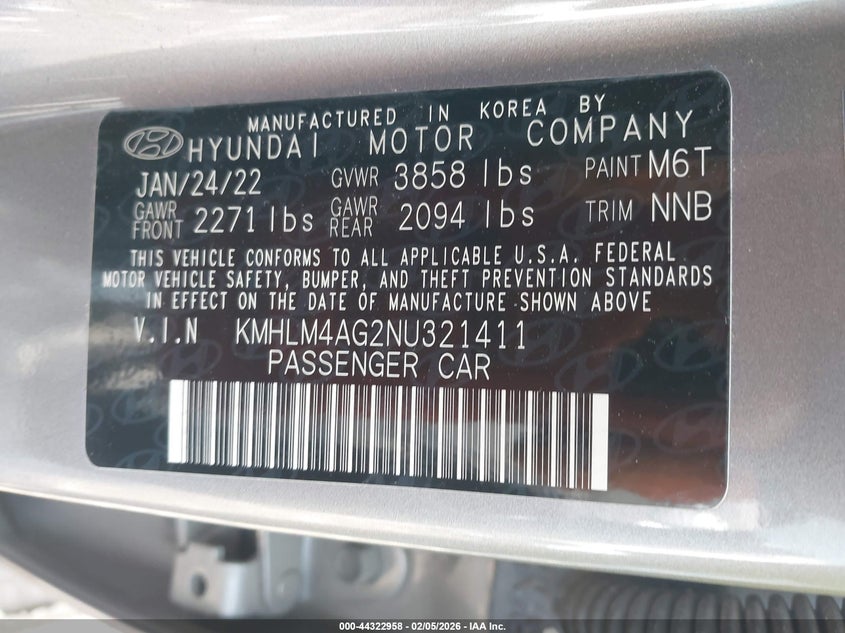 MANUFACTURED IN KOREA BY
HYUNDAI MOTOR COMPANY
JAN/24/22 GVWR 3858 lbs PAINT M6T
GAWR FRONT 2271 lbs GAWR REAR 2094 lbs TRIM NNB
THIS VEHICLE CONFORMS TO ALL APPLICABLE U.S.A. FEDERAL
MOTOR VEHICLE SAFETY, BUMPER, AND THEFT PREVENTION STANDARDS
IN EFFECT ON THE DATE OF MANUFACTURE SHOWN ABOVE
V.I.N KMHLM4AG2NU321411
PASSENGER CAR
000-44322958 - 02/05/2026 - IAA Inc.